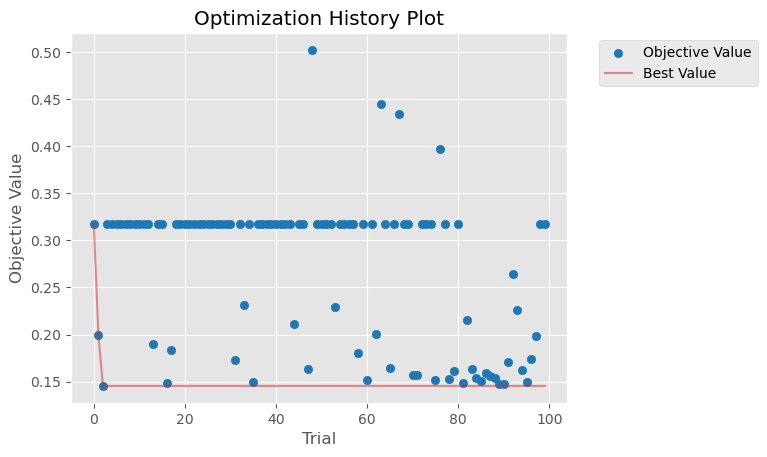 Optimization History Plot
Objective Value
Best Value
Objective Value
0.50
0.45
0.40
0.35
0.30
0.25
0.20
0.15
0
20
40
60
80
100
Trial